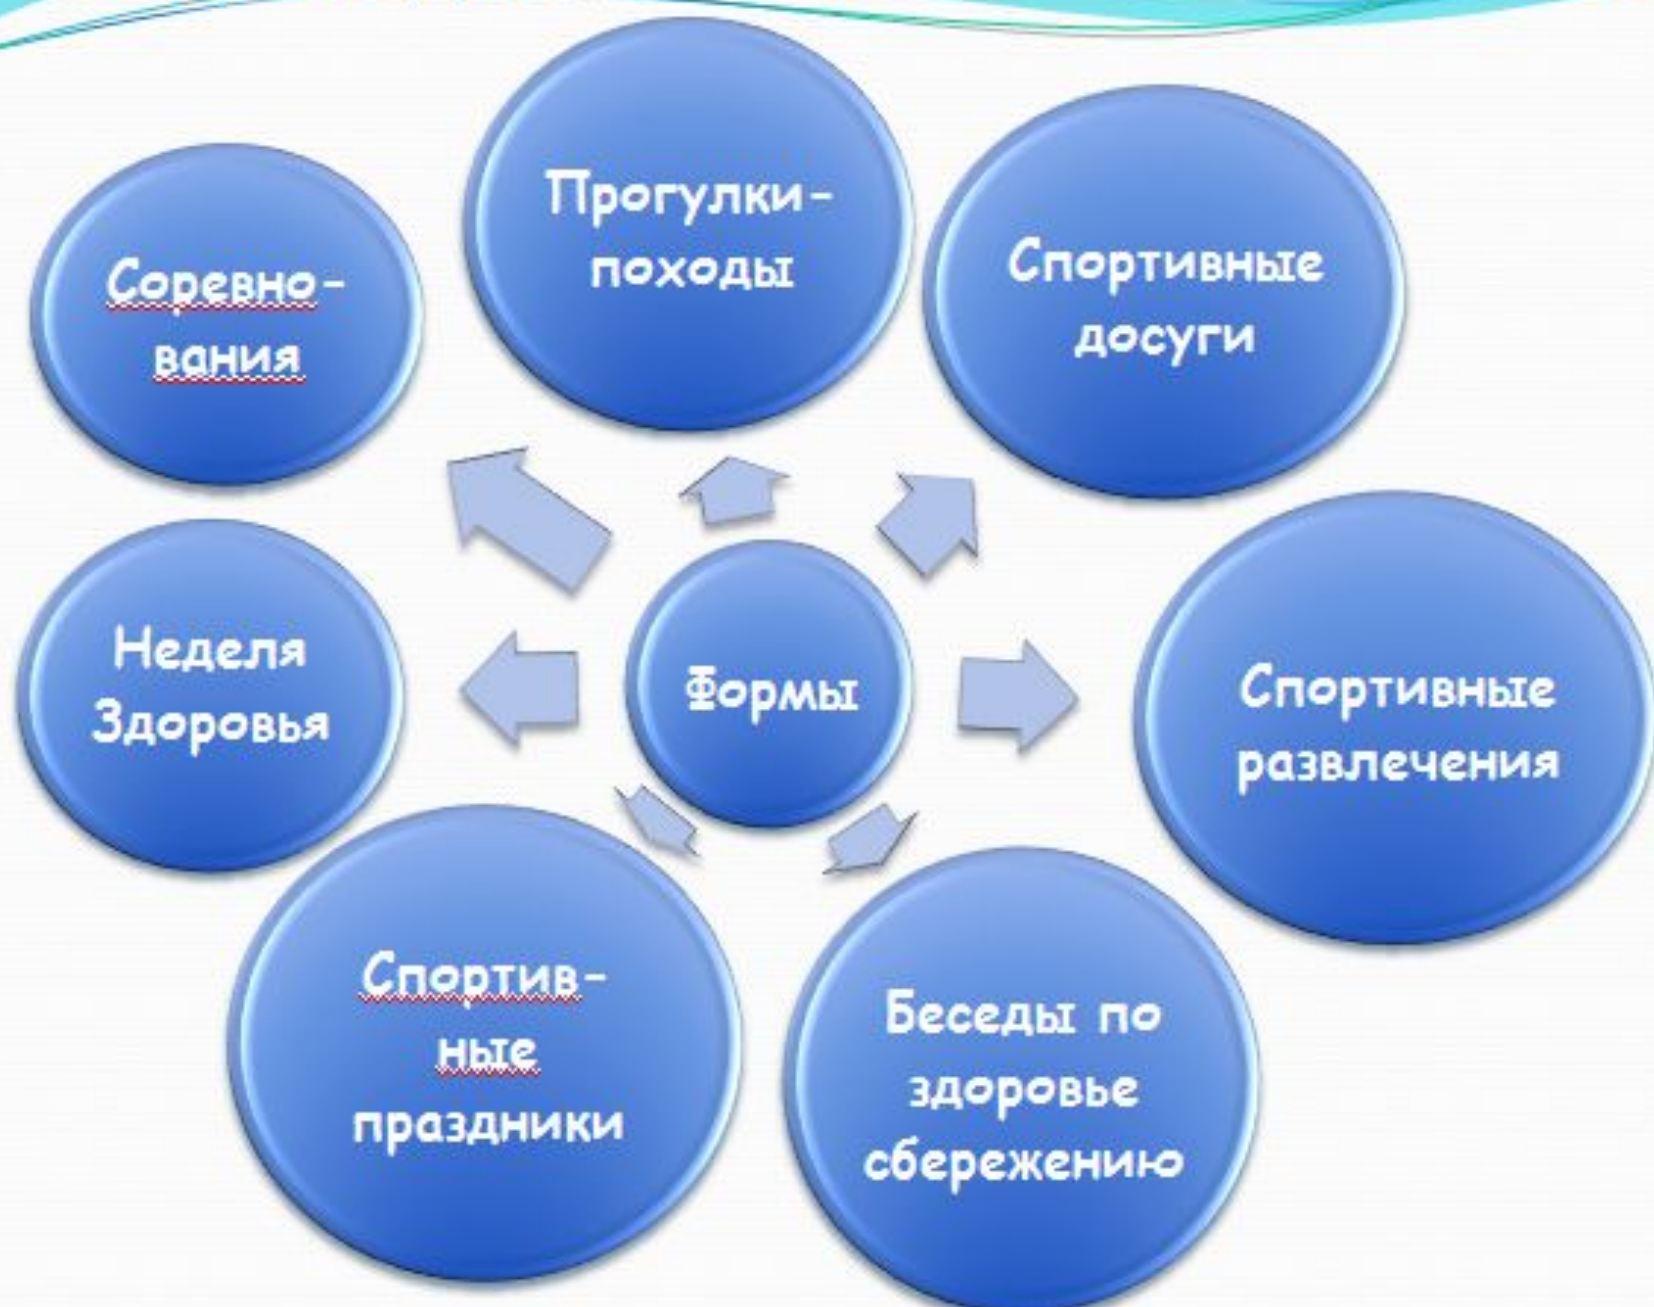 Прогулки-
походы
Спортивные
досуги
Соревно-
вания
Неделя
Здоровья
Формы
Спортивные
развлечения
Спортив-
ные
праздники
Беседы по
здоровье
сбережению